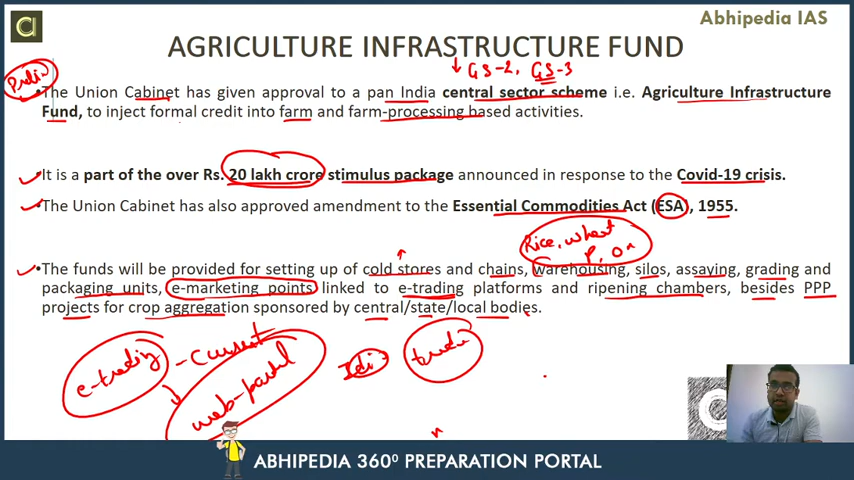 Abhipedia IAS
AGRICULTURE INFRASTRUCTURE FUND
GS-2, GS-3
Prelim
•The Union Cabinet has given approval to a pan India central sector scheme i.e. Agriculture Infrastructure
Fund, to inject formal credit into farm and farm-processing based activities.
•It is a part of the over Rs. 20 lakh crore stimulus package announced in response to the Covid-19 crisis.
•The Union Cabinet has also approved amendment to the Essential Commodities Act (ESA), 1955.
Rice, wheat
P, On
•The funds will be provided for setting up of cold stores and chains, warehousing, silos, assaying, grading and
packaging units, e-marketing points linked to e-trading platforms and ripening chambers, besides PPP
projects for crop aggregation sponsored by central/state/local bodies.
e-trading - Current
web-portal
ABHIPEDIA 360⁰ PREPARATION PORTAL